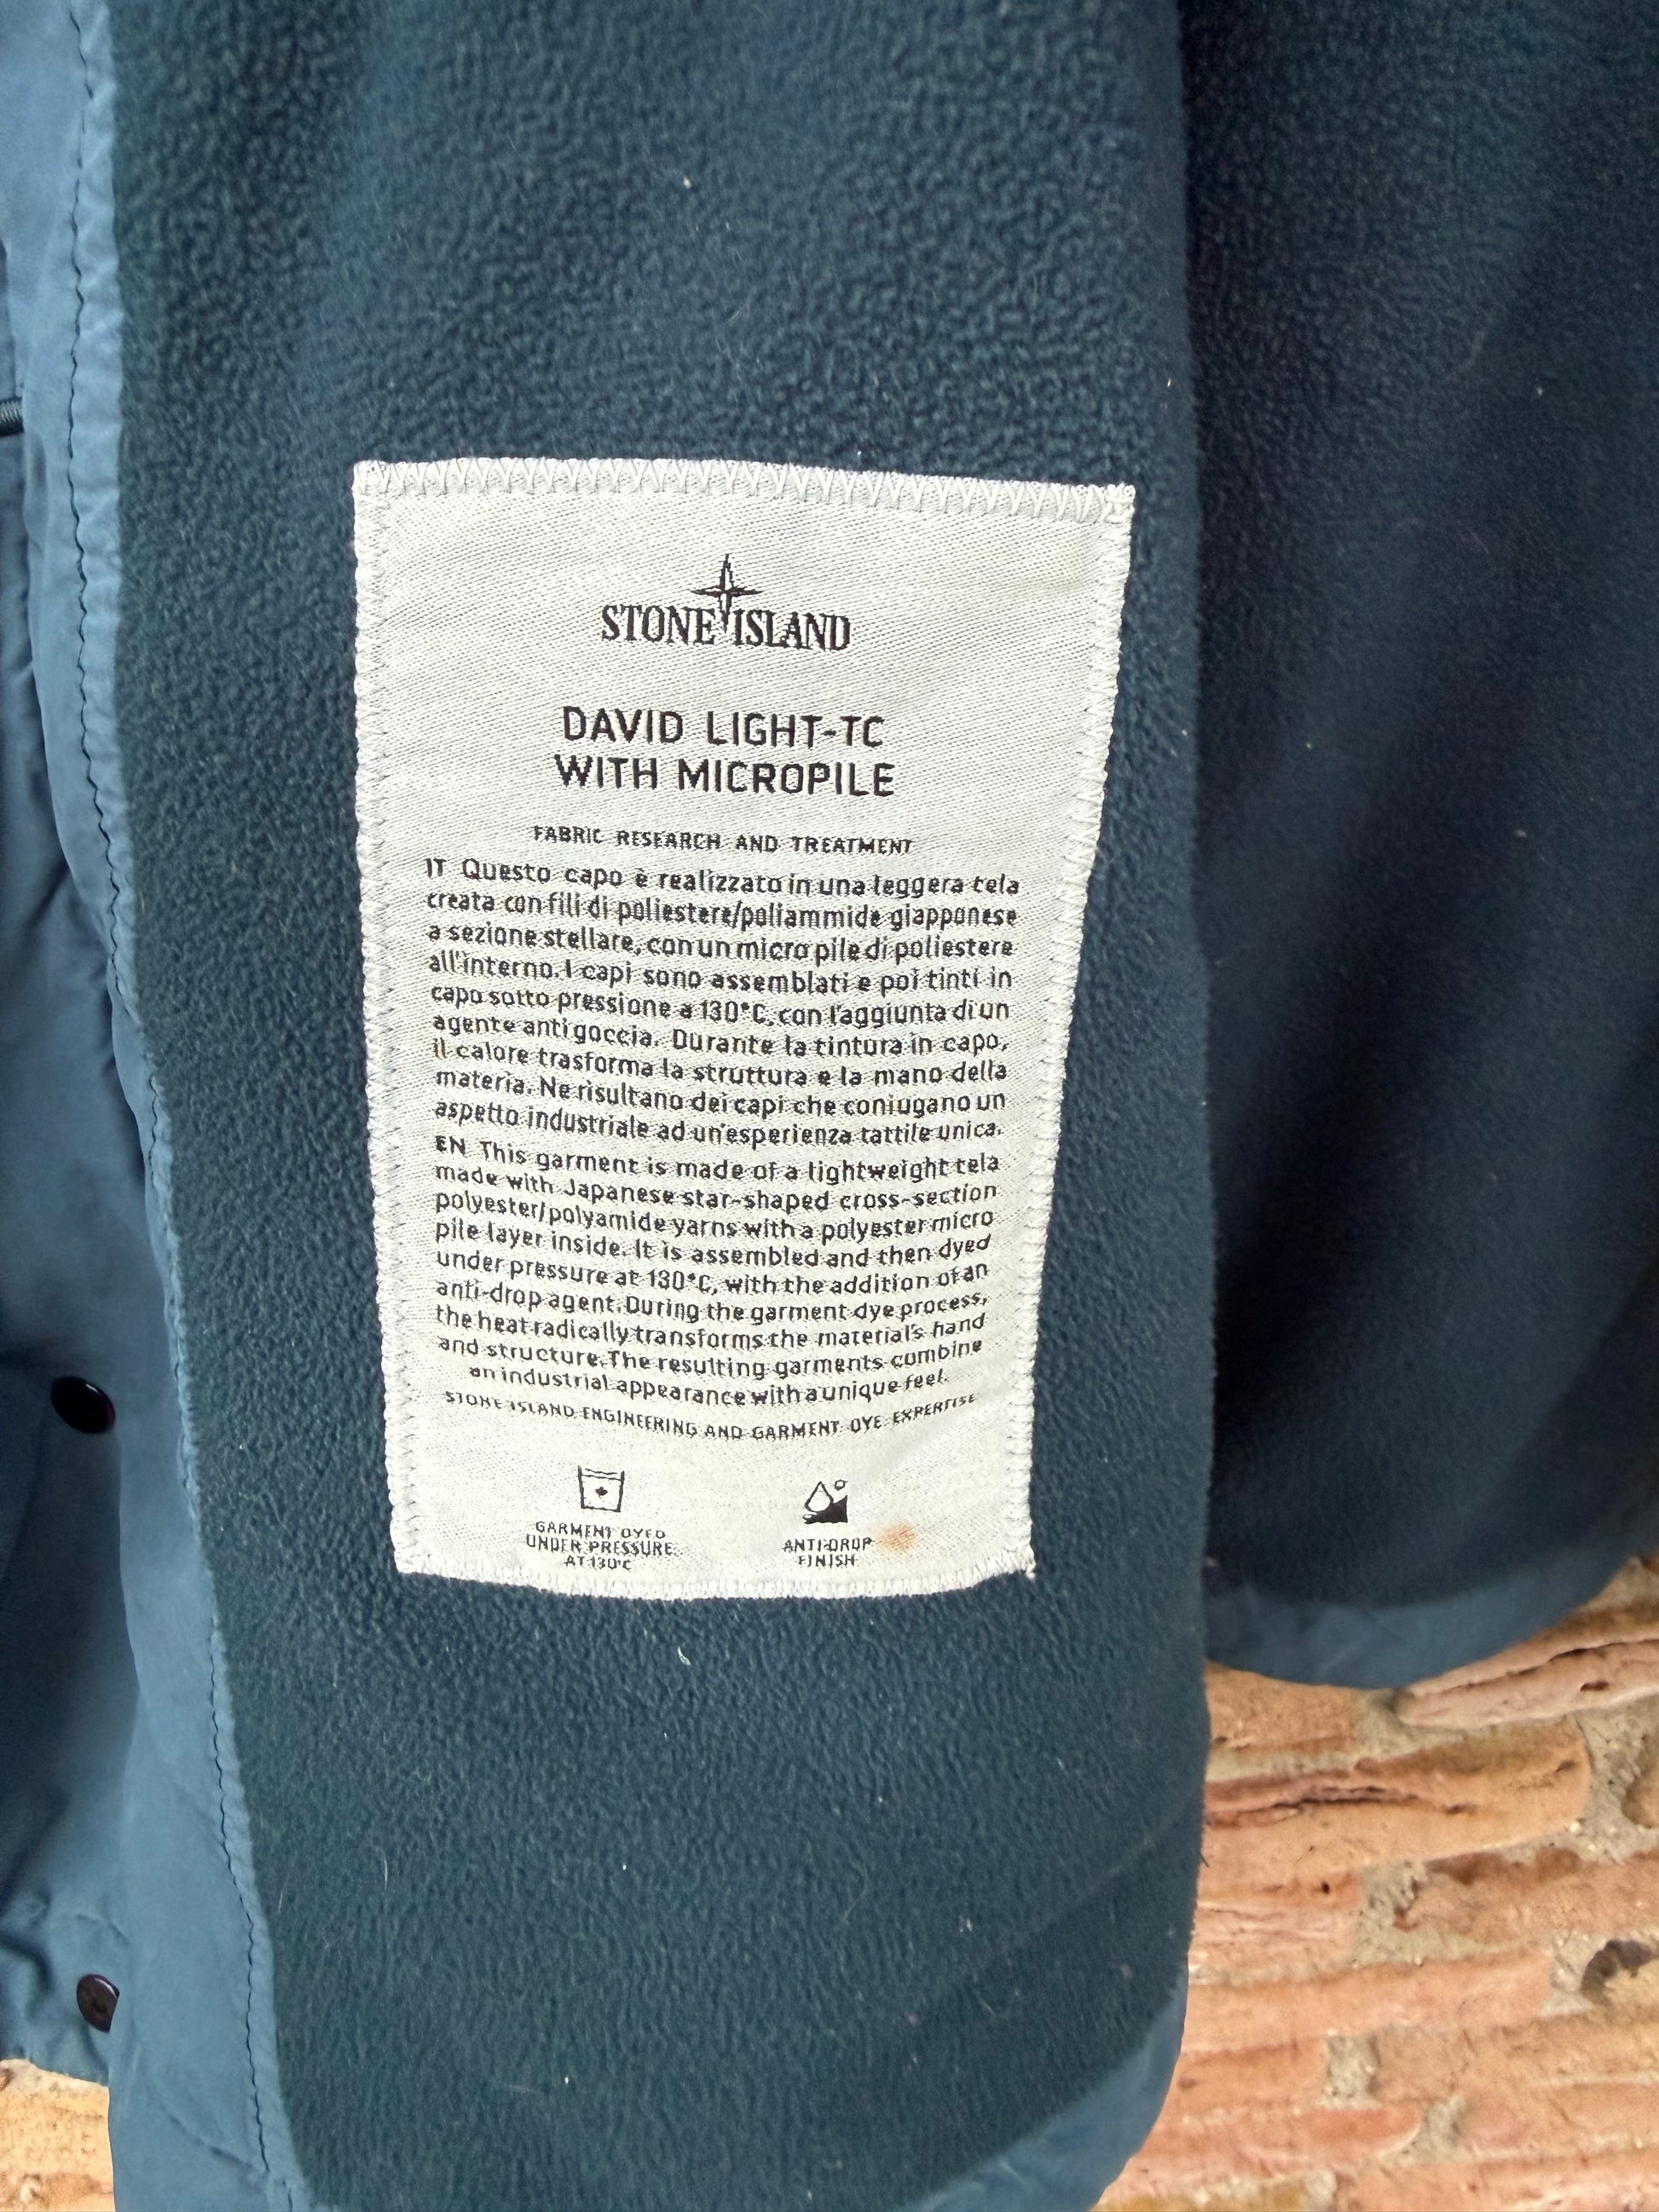 STONE ISLAND
DAVID LIGHT-TC
WITH MICROPILE
FABRIC RESEARCH AND TREATMENT
IT Questo capo è realizzato in una leggera tela
creata con fili di poliestere/poliammide giapponese
a sezione stellare, con un micro pile di poliestere
all'interno. I capi sono assemblati e poi tinti in
capo sotto pressione a 130°C, con l'aggiunta di un
agente anti goccia. Durante la tintura in capo,
il calore trasforma la struttura e la mano della
materia. Ne risultano dei capi che coniugano un
aspetto industriale ad un'esperienza tattile unica.
EN This garment is made of a lightweight tela
made with Japanese star-shaped cross-section
polyester/polyamide yarns with a polyester micro
pile layer inside. It is assembled and then dyed
under pressure at 130°C, with the addition of an
anti-drop agent. During the garment dye process,
the heat radically transforms the material's hand
and structure. The resulting garments combine
an industrial appearance with a unique feel.
STONE ISLAND ENGINEERING AND GARMENT DYE EXPERTISE
GARMENT DYED
UNDER PRESSURE
AT 130°C
ANTI-DROP
FINISH